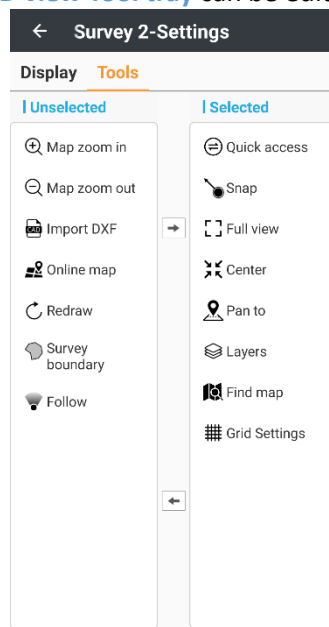 Survey 2-Settings
Display Tools
Unselected
Selected
Map zoom in
Map zoom out
Import DXF
Online map
Redraw
Survey
boundary
Follow
Quick access
Snap
Full view
Center
Pan to
Layers
Find map
Grid Settings